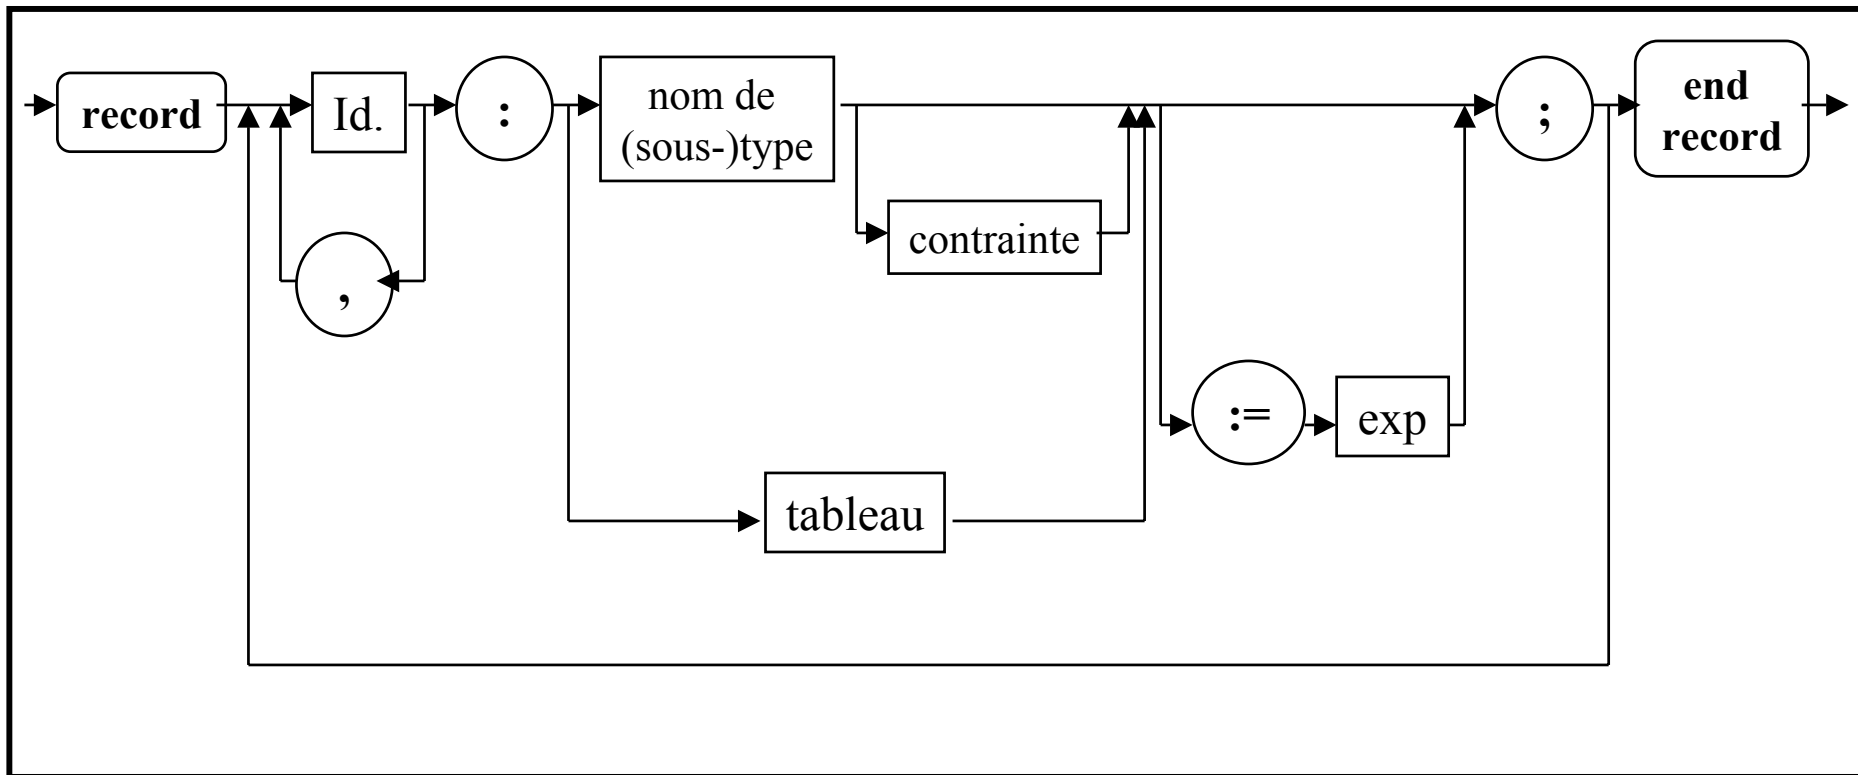 record
Id.
:
nom de
(sous-)type
;
end
record
contrainte
,
:=
exp
tableau